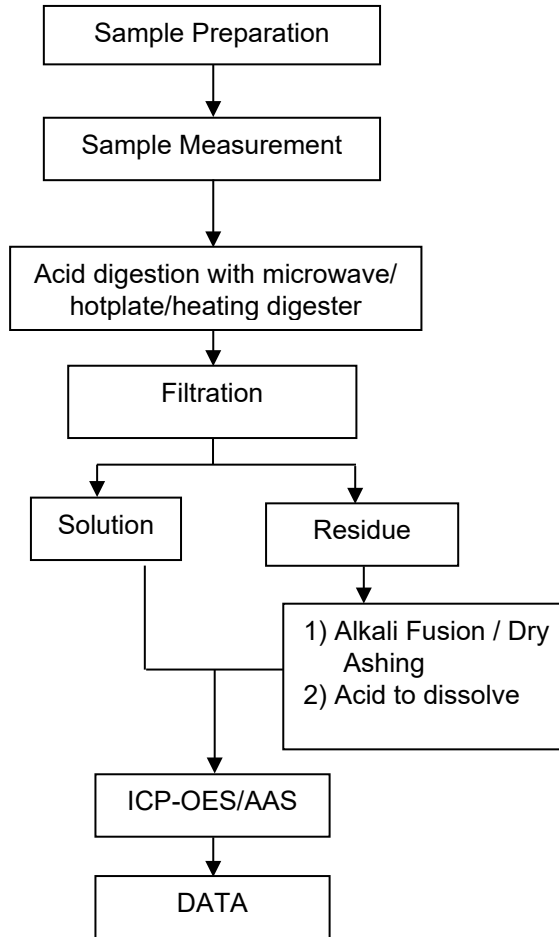 Sample Preparation
Sample Measurement
Acid digestion with microwave/
hotplate/heating digester
Filtration
Solution
Residue
1) Alkali Fusion / Dry
Ashing
2) Acid to dissolve
ICP-OES/AAS
DATA